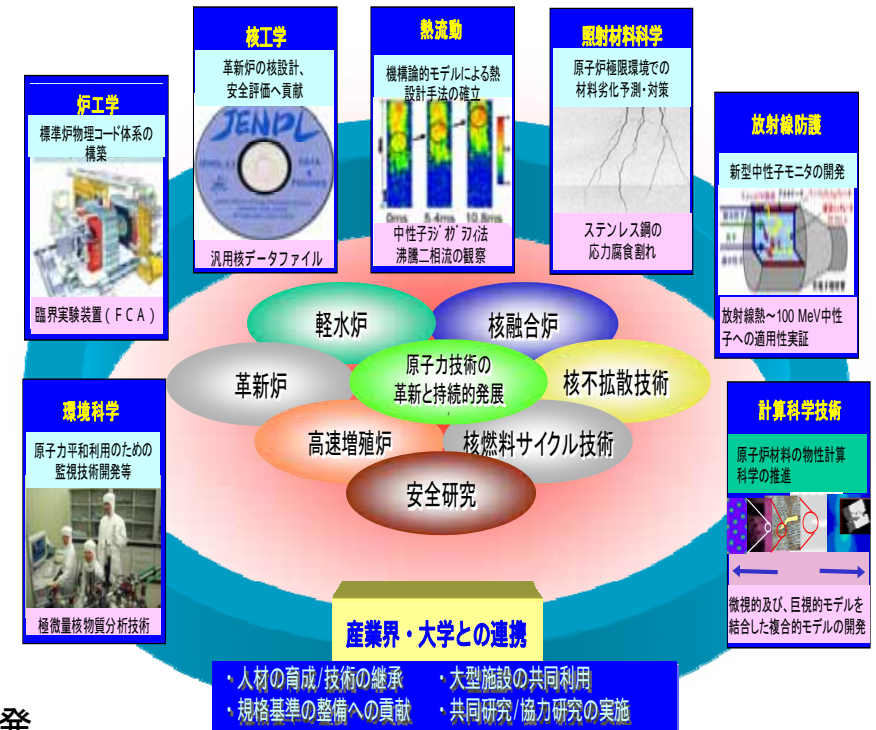 核工学
革新炉の核設計、
安全評価へ貢献
JENDL
汎用核データファイル
熱流動
機構論的モデルによる熱
設計手法の確立
0ms 5.4ms 10.8ms
中性子ラジオグラフィ法
沸騰二相流の観察
照射材料科学
原子炉極限環境での
材料劣化予測・対策
ステンレス鋼の
応力腐食割れ
炉工学
標準炉物理コード体系の
構築
臨界実験装置(FCA)
放射線防護
新型中性子モニタの開発
放射線熱～100 MeV中性
子への適用性実証
環境科学
原子力平和利用のための
監視技術開発等
極微量核物質分析技術
計算科学技術
原子炉材料の物性計算
科学の推進
微視的及び、巨視的モデルを
結合した複合的モデルの開発
軽水炉
核融合炉
革新炉
原子力技術の
革新と持続的発展
核不拡散技術
高速増殖炉
核燃料サイクル技術
安全研究
産業界・大学との連携
・人材の育成/技術の継承
・大型施設の共同利用
・規格基準の整備への貢献
・共同研究/協力研究の実施
発